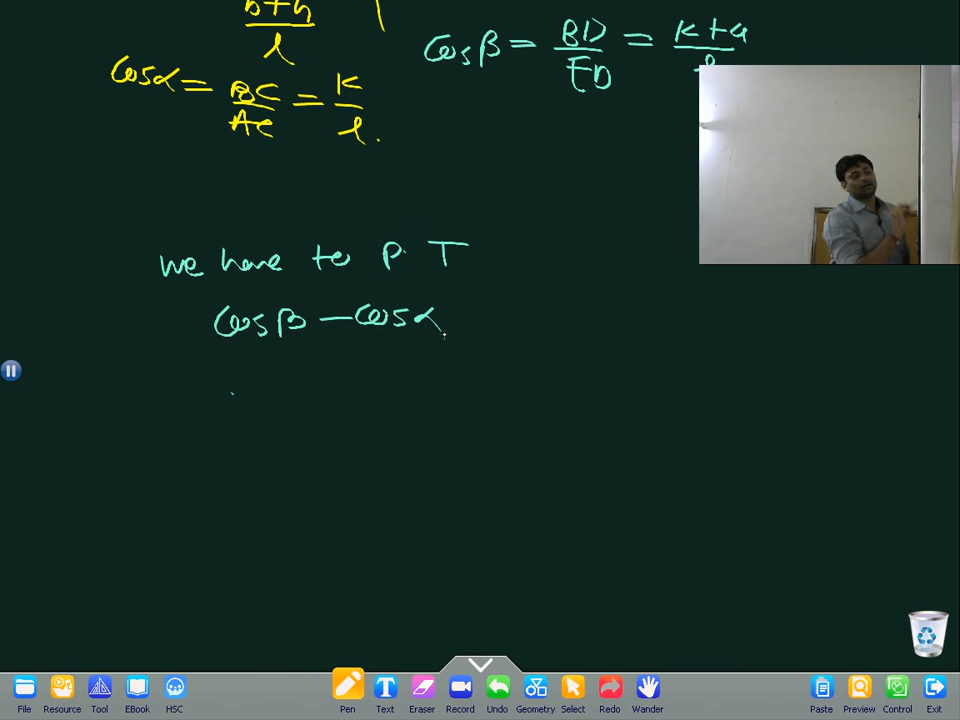 b+h
l
cosα = BC / AC = K / l.
cosβ = BD / ED = K+a
we have to P.T
cosβ – cosα
File Resource Tool EBook HSC Pen Text Eraser Record Undo Geometry Select Redo Wander Paste Preview Control Exit